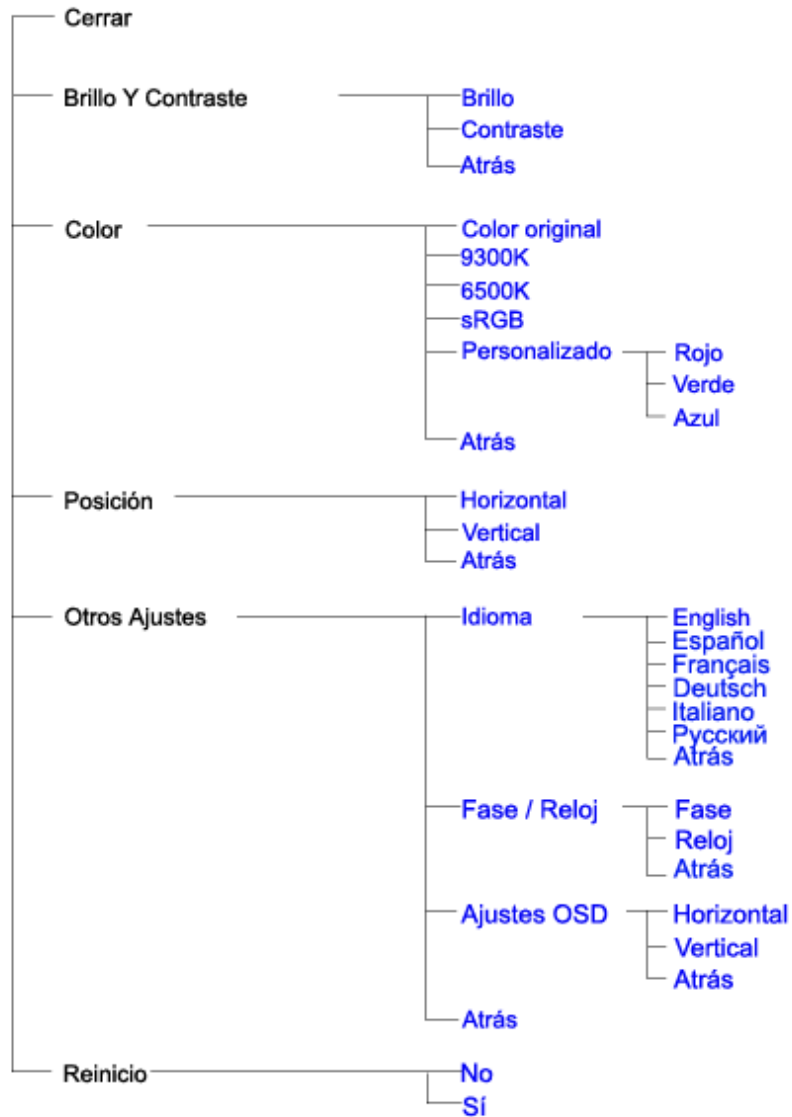 Cerrar
Brillo Y Contraste
Brillo
Contraste
Atrás
Color
Color original
9300K
6500K
sRGB
Personalizado
Rojo
Verde
Azul
Atrás
Posición
Horizontal
Vertical
Atrás
Otros Ajustes
Idioma
English
Español
Français
Deutsch
Italiano
Русский
Atrás
Fase / Reloj
Fase
Reloj
Atrás
Ajustes OSD
Horizontal
Vertical
Atrás
Atrás
Reinicio
No
Sí